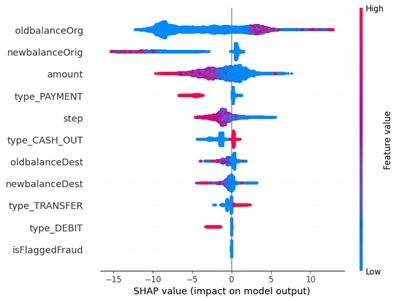 High
oldbalanceOrg
newbalanceOrig
amount
type_PAYMENT
step
type_CASH_OUT
oldbalanceDest
newbalanceDest
type_TRANSFER
type_DEBIT
isFlaggedFraud
Feature value
Low
−15 −10 −5 0 5 10
SHAP value (impact on model output)